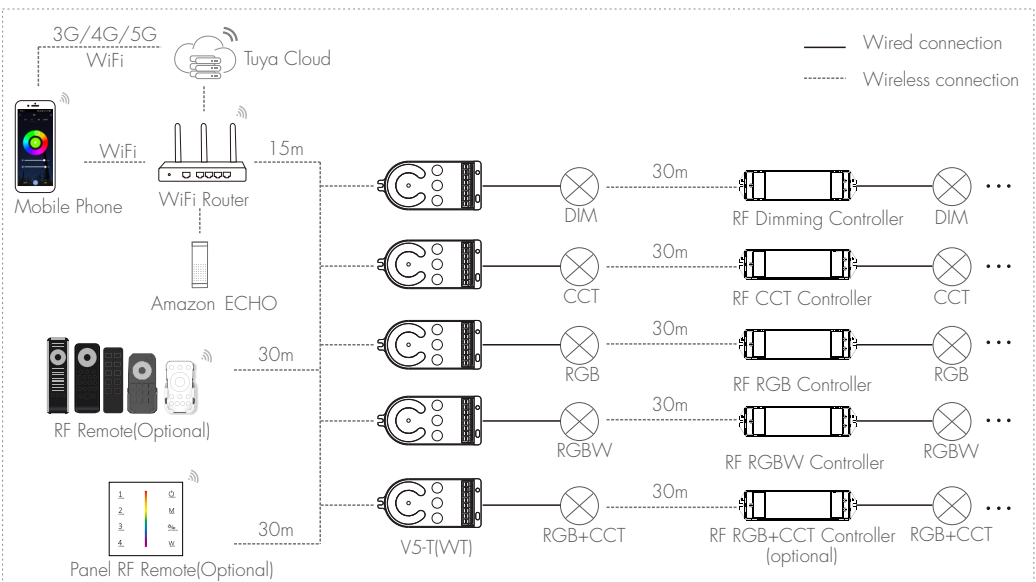 3G/4G/5G
WiFi
Tuya Cloud
Wired connection
Wireless connection
WiFi
15m
Mobile Phone
WiFi Router
Amazon ECHO
30m
RF Remote(Optional)
1
2
3
4
M
W
30m
Panel RF Remote(Optional)
DIM
30m
RF Dimming Controller
DIM
...
CCT
30m
RF CCT Controller
CCT
...
RGB
30m
RF RGB Controller
RGB
...
RGBW
30m
RF RGBW Controller
RGBW
...
V5-T(WT)
RGB+CCT
30m
RF RGB+CCT Controller
(optional)
RGB+CCT
...